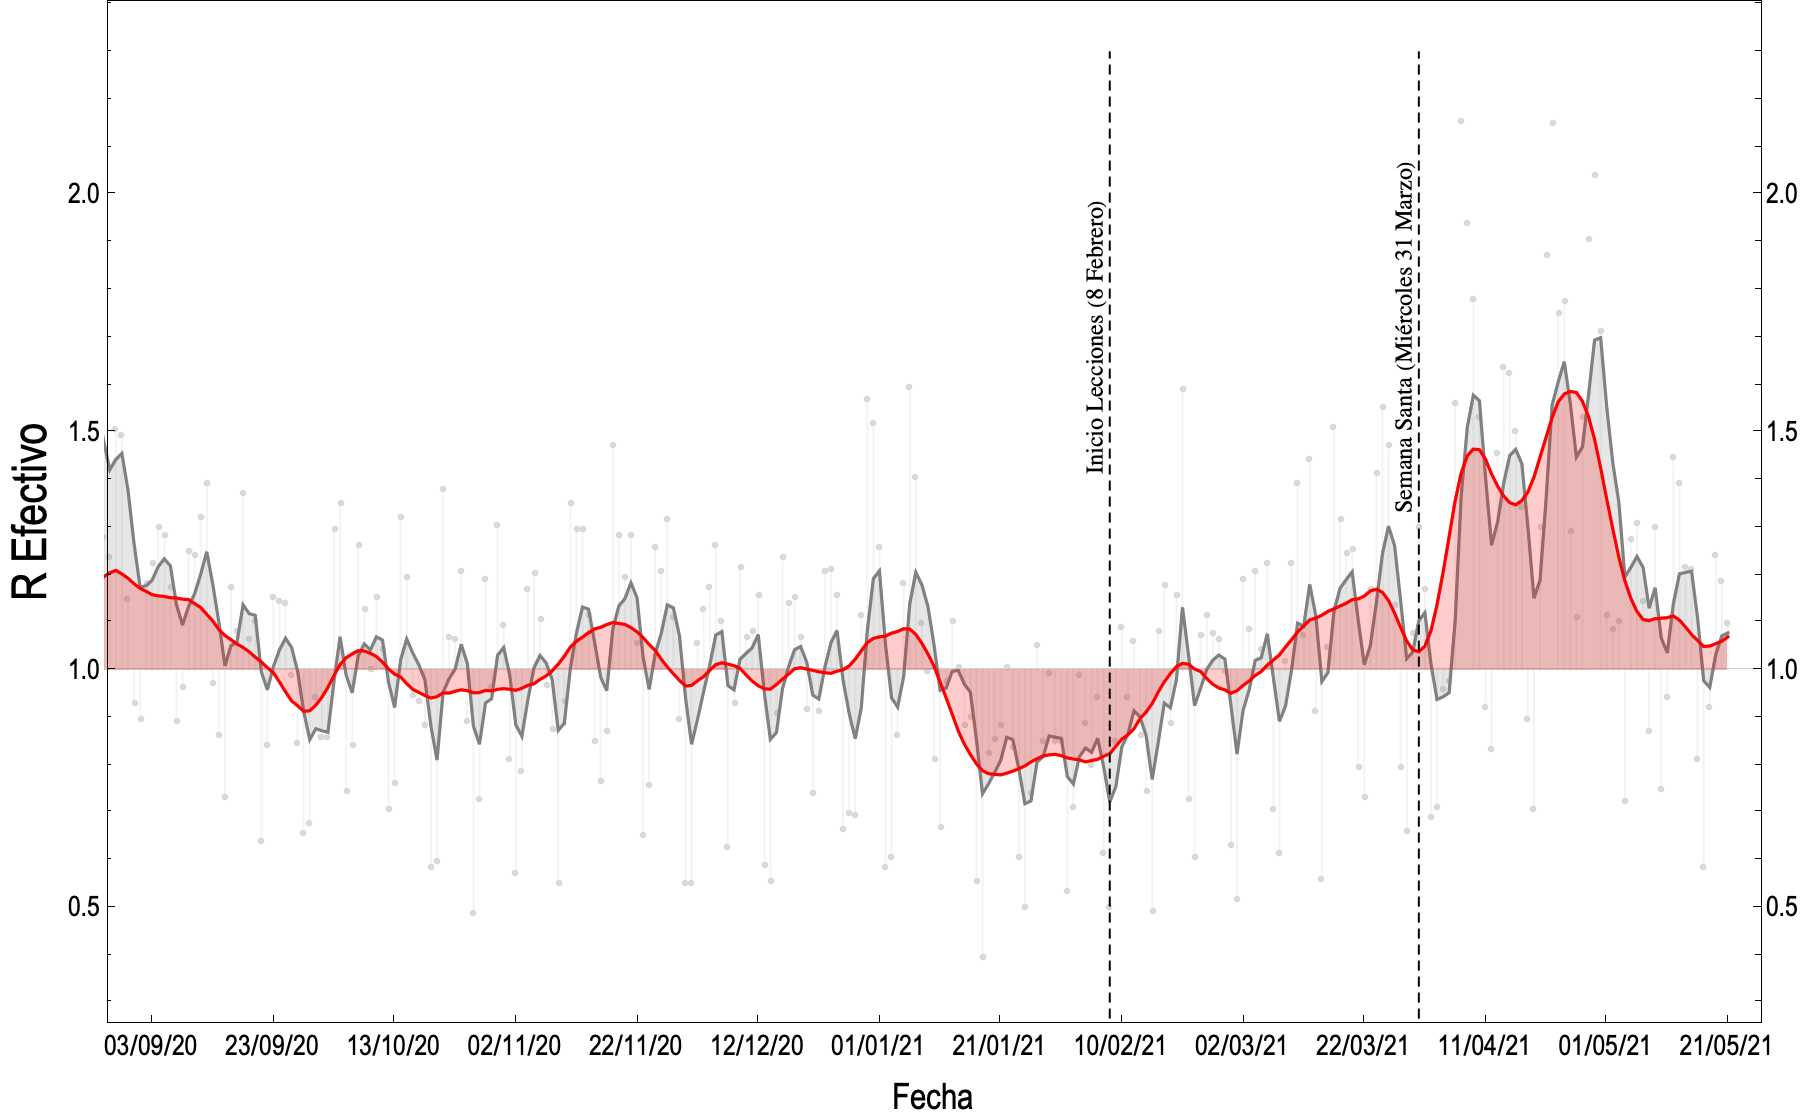 R Efectivo
2.0
1.5
1.0
0.5
Inicio Lecciones (8 Febrero)
Semana Santa (Miércoles 31 Marzo)
2.0
1.5
1.0
0.5
03/09/20 23/09/20 13/10/20 02/11/20 22/11/20 12/12/20 01/01/21 21/01/21 10/02/21 02/03/21 22/03/21 11/04/21 01/05/21 21/05/21
Fecha